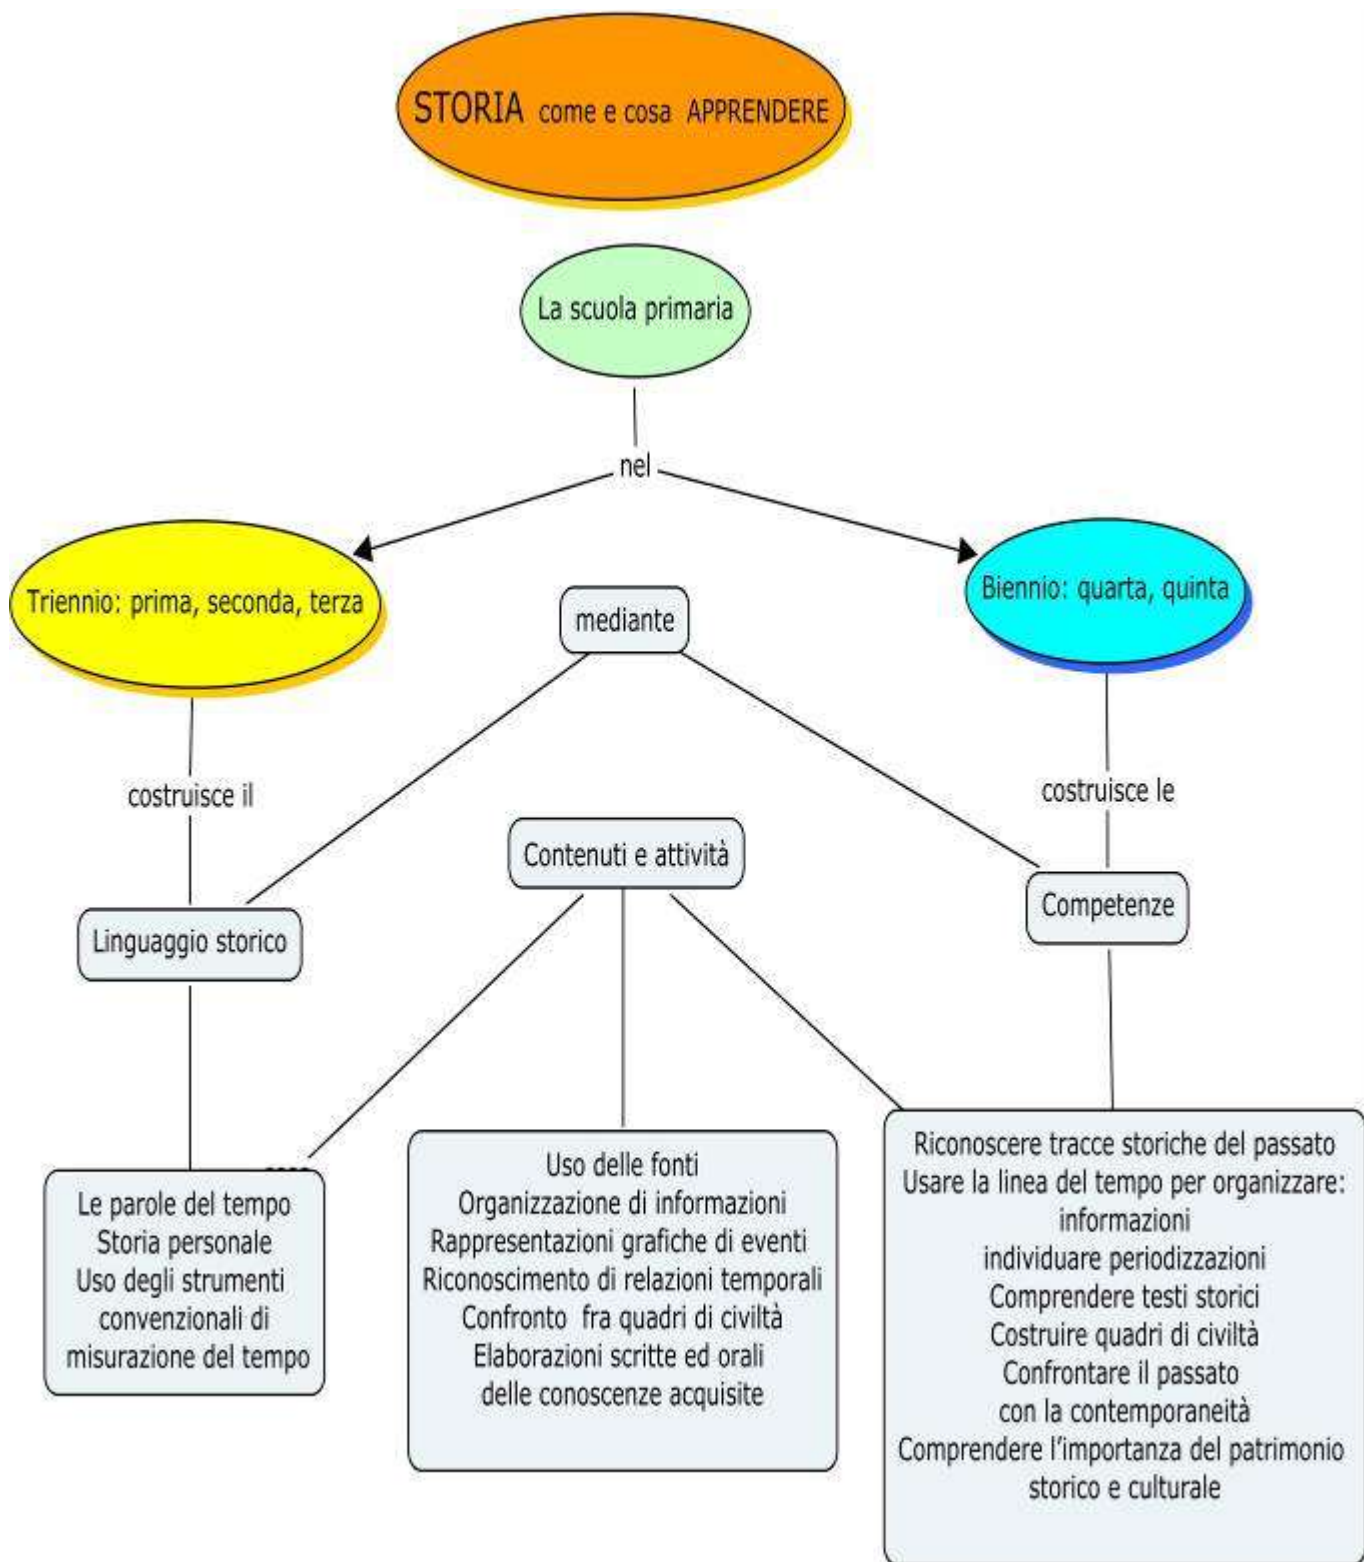 STORIA come e cosa APPRENDERE
La scuola primaria
nel
Triennio: prima, seconda, terza
mediante
Biennio: quarta, quinta
costruisce il
costruisce le
Contenuti e attività
Linguaggio storico
Competenze
Le parole del tempo
Storia personale
Uso degli strumenti
convenzionali di
misurazione del tempo
Uso delle fonti
Organizzazione di informazioni
Rappresentazioni grafiche di eventi
Riconoscimento di relazioni temporali
Confronto fra quadri di civiltà
Elaborazioni scritte ed orali
delle conoscenze acquisite
Riconoscere tracce storiche del passato
Usare la linea del tempo per organizzare:
informazioni
individuare periodizzazioni
Comprendere testi storici
Costruire quadri di civiltà
Confrontare il passato
con la contemporaneità
Comprendere l'importanza del patrimonio
storico e culturale